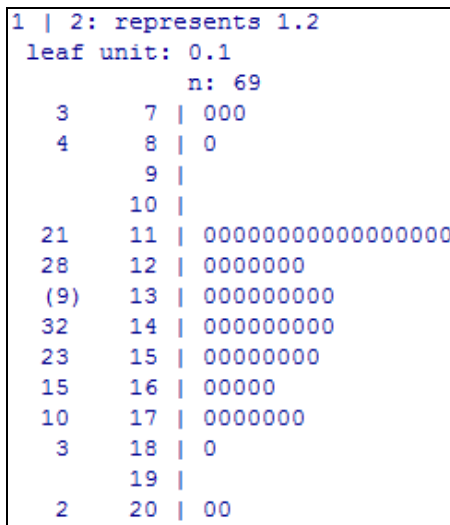 1 | 2: represents 1.2
leaf unit: 0.1
n: 69
3 7 | 000
4 8 | 0
9 |
10 |
21 11 | 00000000000000000
28 12 | 0000000
(9) 13 | 000000000
32 14 | 000000000
23 15 | 00000000
15 16 | 00000
10 17 | 0000000
3 18 | 0
19 |
2 20 | 00